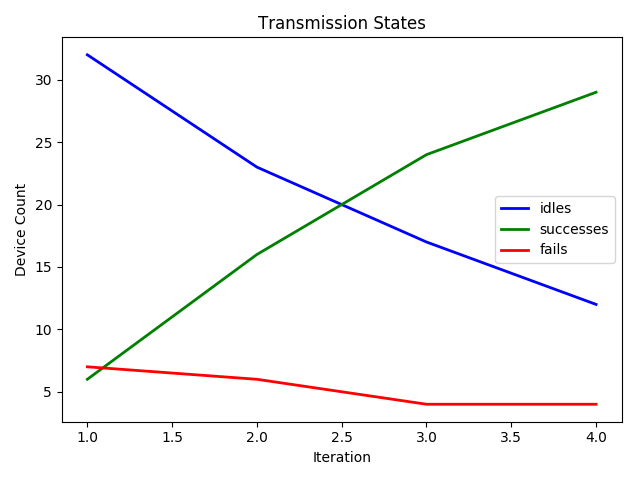 Transmission States
Device Count
30
25
20
15
10
5
idles
successes
fails
1.0 1.5 2.0 2.5 3.0 3.5 4.0
Iteration